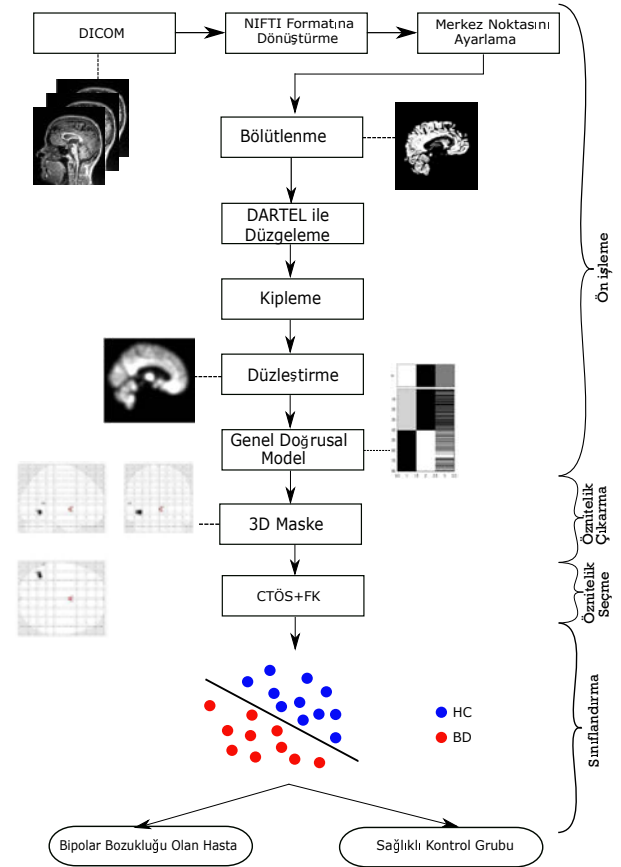 DICOM
NIFTI Formatına
Dönüştürme
Merkez Noktasını
Ayarlama
Bölütlenme
DARTEL ile
Düzgeleme
Kipleme
Düzleştirme
Genel Doğrusal
Model
3D Maske
CTÖS+FK
Ön işleme
Öznitelik
Çıkarma
Öznitelik
Seçme
Sınıflandırma
HC
BD
Bipolar Bozukluğu Olan Hasta
Sağlıklı Kontrol Grubu